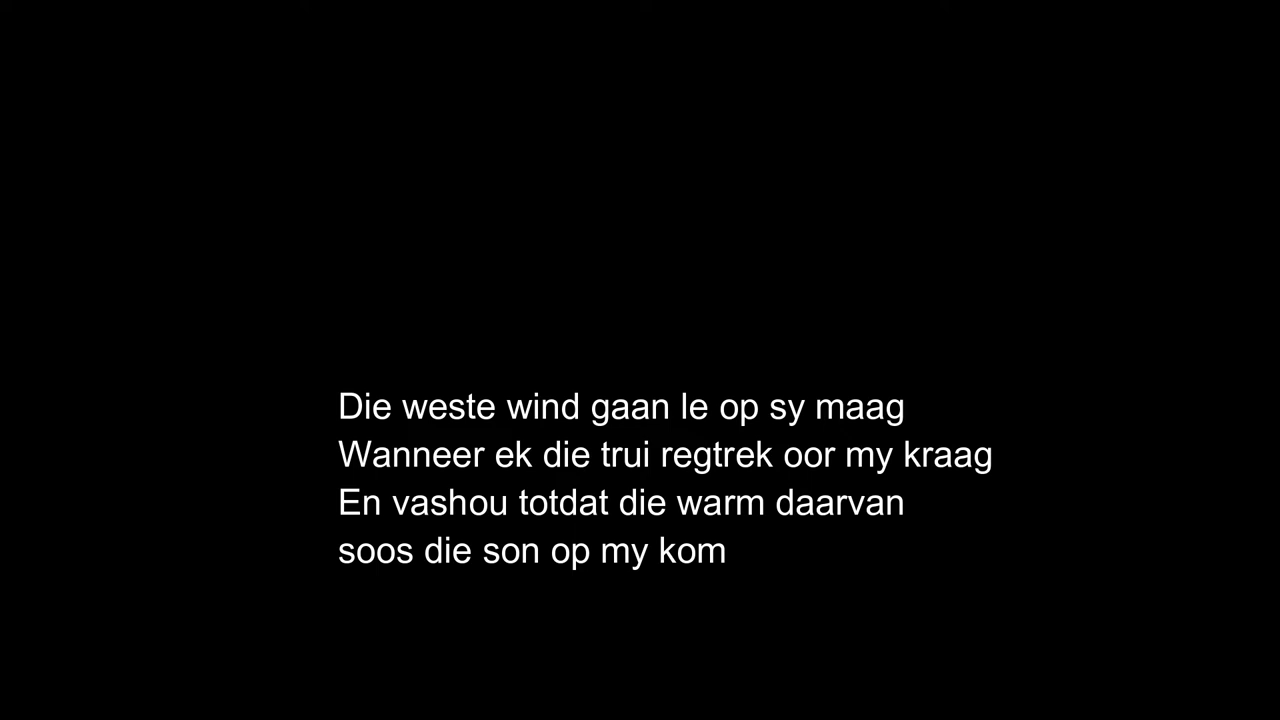 Die weste wind gaan le op sy maag
Wanneer ek die trui regtrek oor my kraag
En vashou totdat die warm daarvan
soos die son op my kom